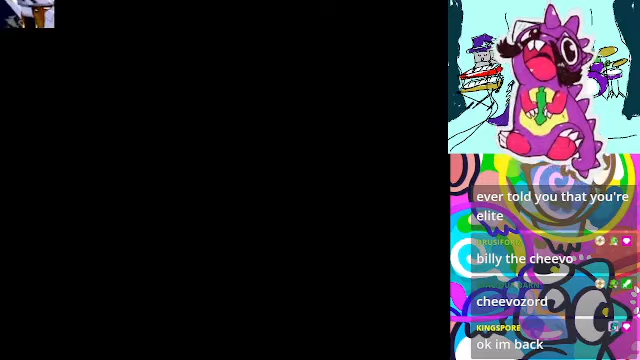 ever told you that you're
elite
billy the cheevo
cheevozord
KINGSPORE
ok im back